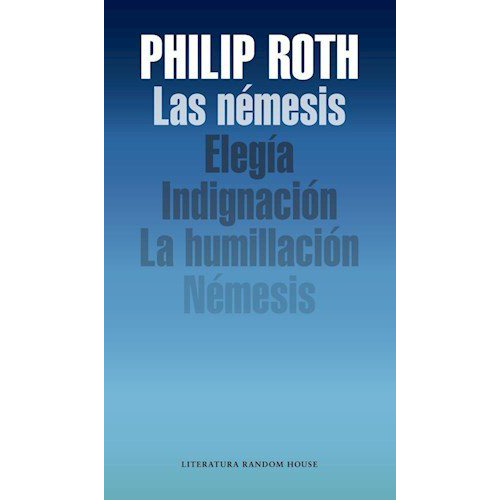 PHILIP ROTH
Las némesis
Elegía
Indignación
La humillación
Némesis
LITERATURA RANDOM HOUSE